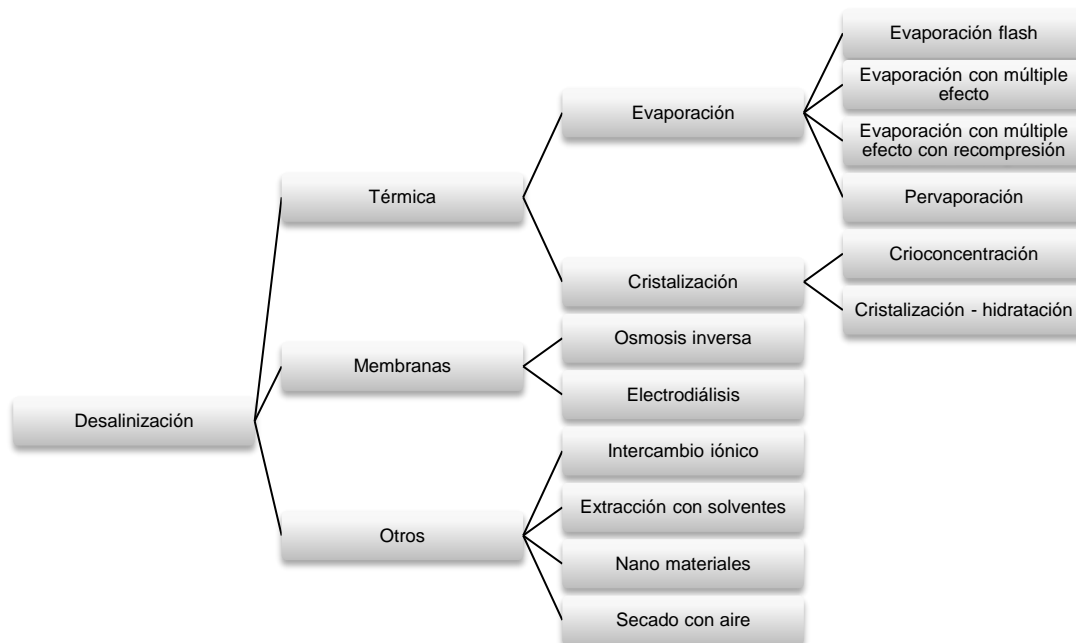 Evaporación flash
Evaporación con múltiple
efecto
Evaporación
Evaporación con múltiple
efecto con recompresión
Térmica
Pervaporación
Crioconcentración
Cristalización
Cristalización - hidratación
Osmosis inversa
Membranas
Electrodiálisis
Desalinización
Intercambio iónico
Extracción con solventes
Otros
Nano materiales
Secado con aire